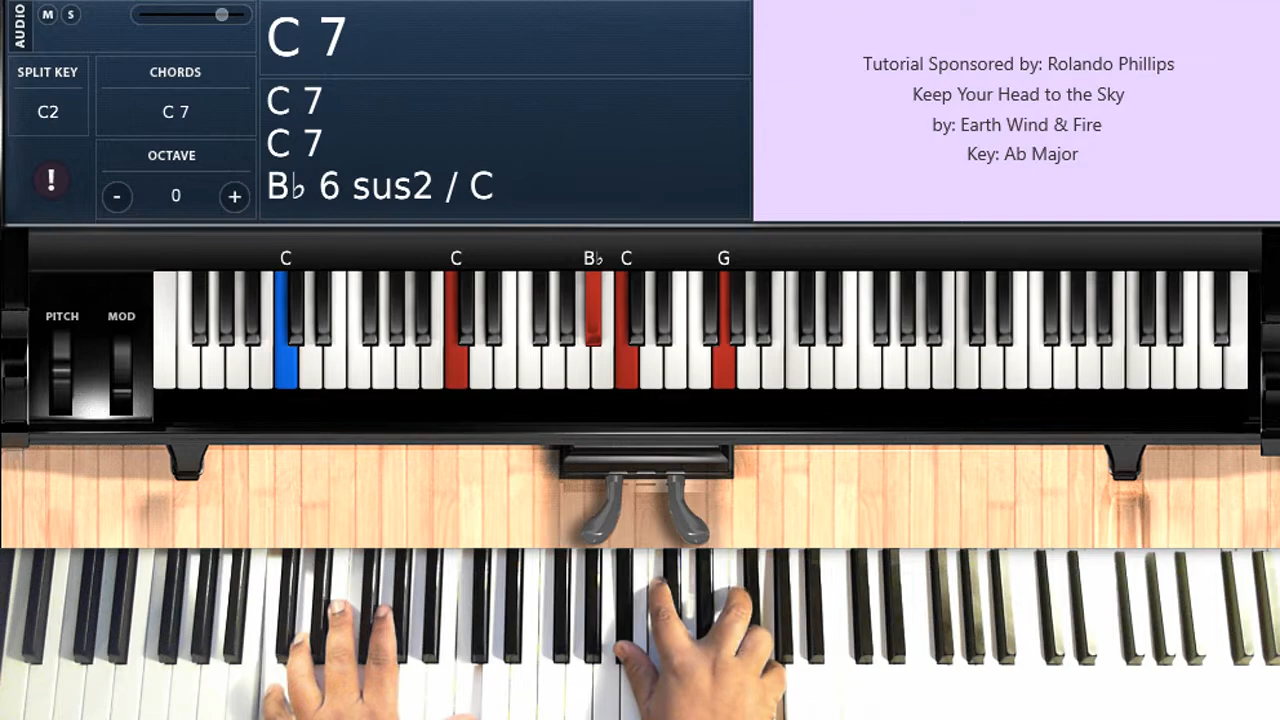 AUDIO
M S
SPLIT KEY
C2
!
CHORDS
C 7
OCTAVE
- 0 +
C 7
C 7
C 7
B♭ 6 sus2 / C
Tutorial Sponsored by: Rolando Phillips
Keep Your Head to the Sky
by: Earth Wind & Fire
Key: Ab Major
C C B♭ C G
PITCH MOD